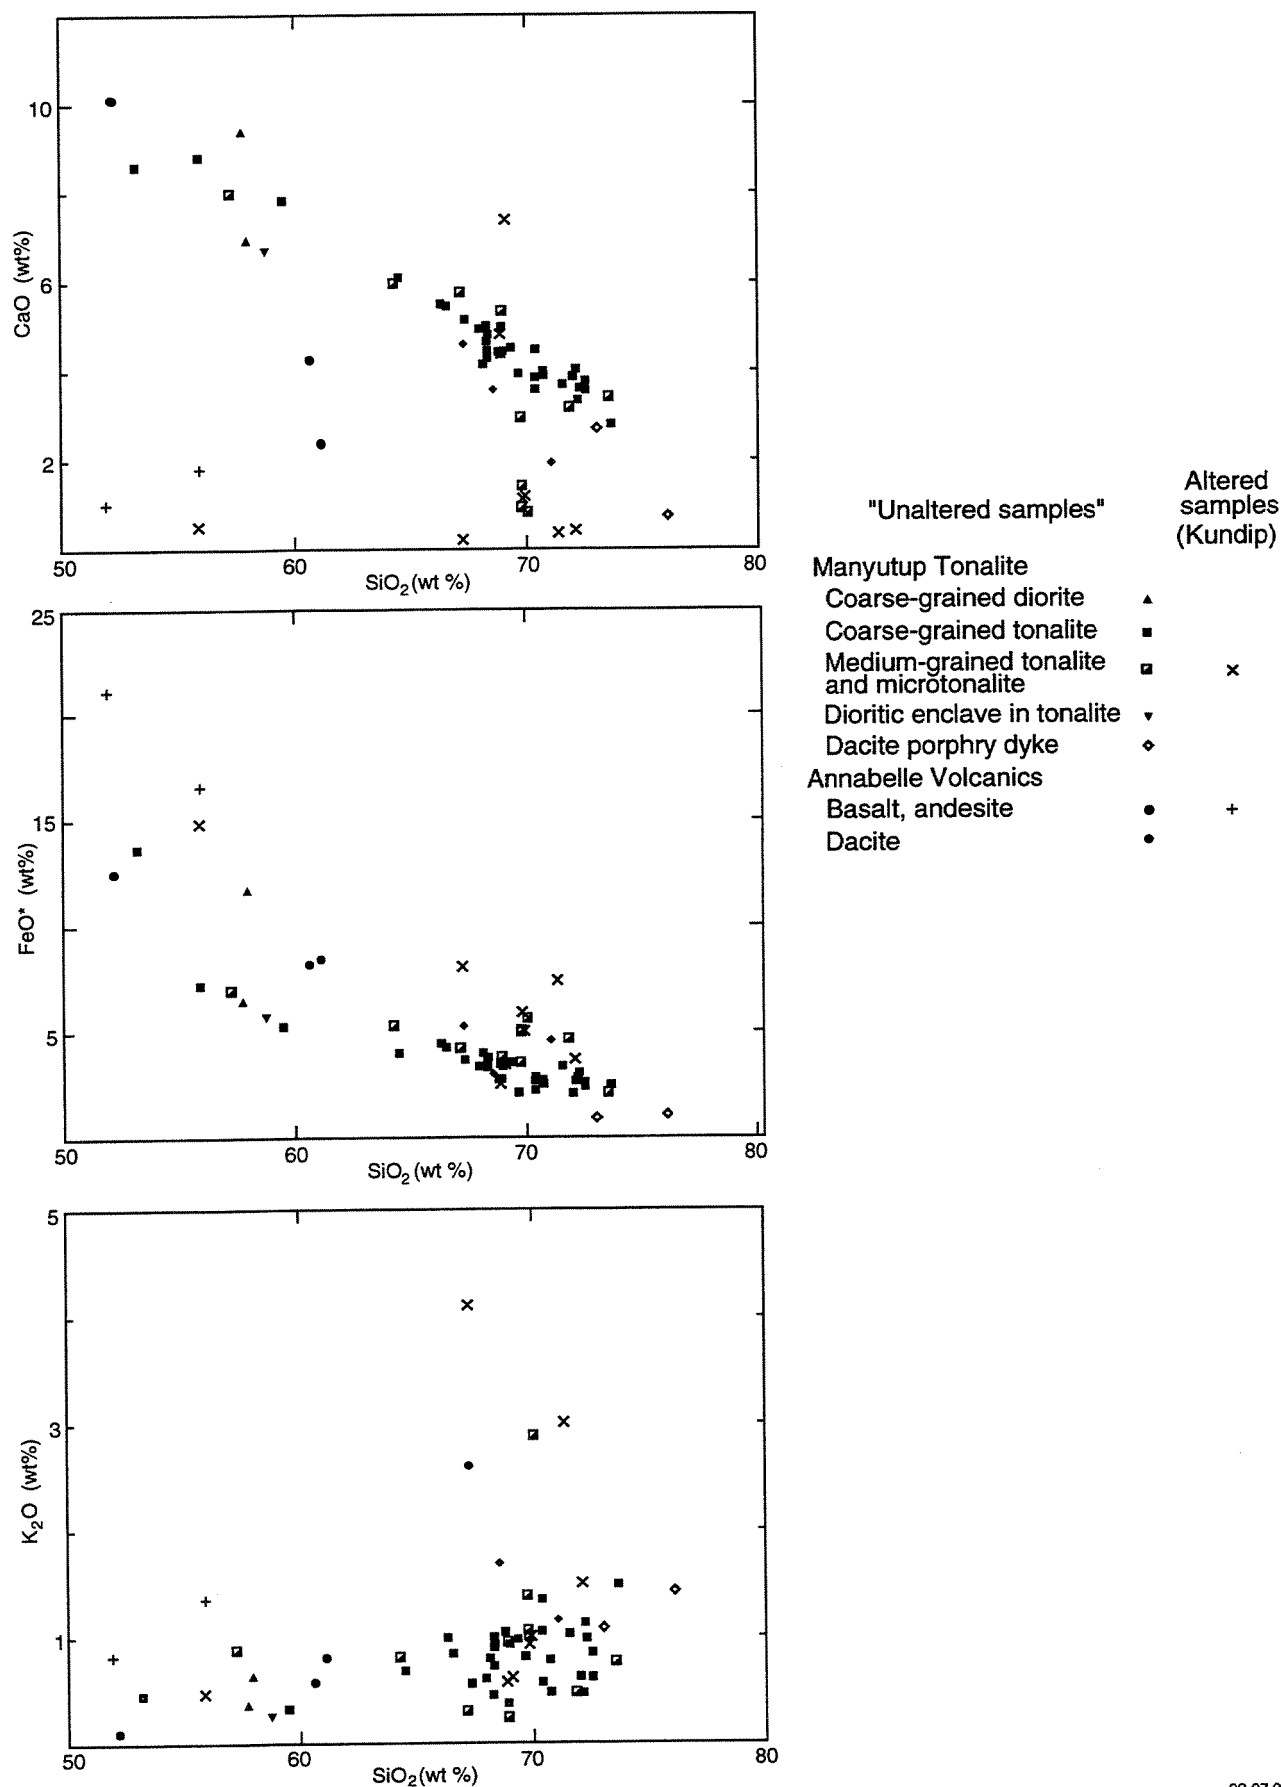 10
6
2
CaO (wt%)
50
60
70
80
SiO2 (wt %)
"Unaltered samples"
Altered
samples
(Kundip)
Manyutup Tonalite
Coarse-grained diorite
Coarse-grained tonalite
Medium-grained tonalite
and microtonalite
Dioritic enclave in tonalite
Dacite porphry dyke
Annabelle Volcanics
Basalt, andesite
Dacite
25
15
5
FeO* (wt%)
50
60
70
80
SiO2 (wt %)
5
3
1
K2O (wt%)
50
60
70
80
SiO2 (wt %)